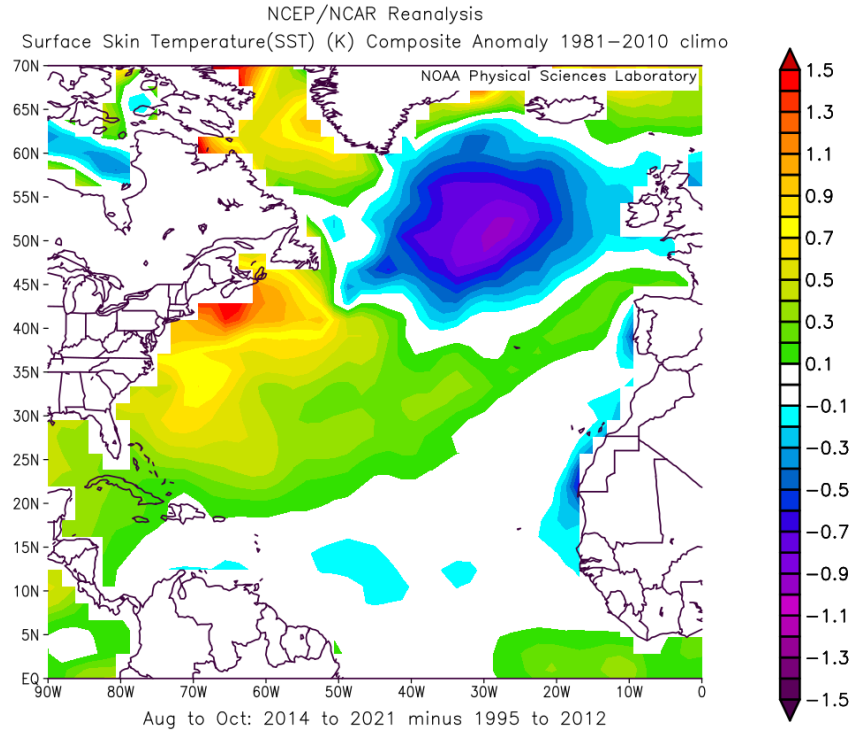 NCEP/NCAR Reanalysis
Surface Skin Temperature(SST) (K) Composite Anomaly 1981−2010 climo
NOAA Physical Sciences Laboratory
70N
65N
60N
55N
50N
45N
40N
35N
30N
25N
20N
15N
10N
5N
EQ
90W 80W 70W 60W 50W 40W 30W 20W 10W 0
Aug to Oct: 2014 to 2021 minus 1995 to 2012
1.5
1.3
1.1
0.9
0.7
0.5
0.3
0.1
−0.1
−0.3
−0.5
−0.7
−0.9
−1.1
−1.3
−1.5